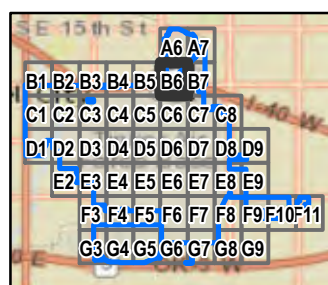 SE 15th St
A6 A7
B1 B2 B3 B4 B5 B6 B7
I-40 W
C1 C2 C3 C4 C5 C6 C7 C8
D1 D2 D3 D4 D5 D6 D7 D8 D9
E2 E3 E4 E5 E6 E7 E8 E9
F3 F4 F5 F6 F7 F8 F9 F10 F11
G3 G4 G5 G6 G7 G8 G9